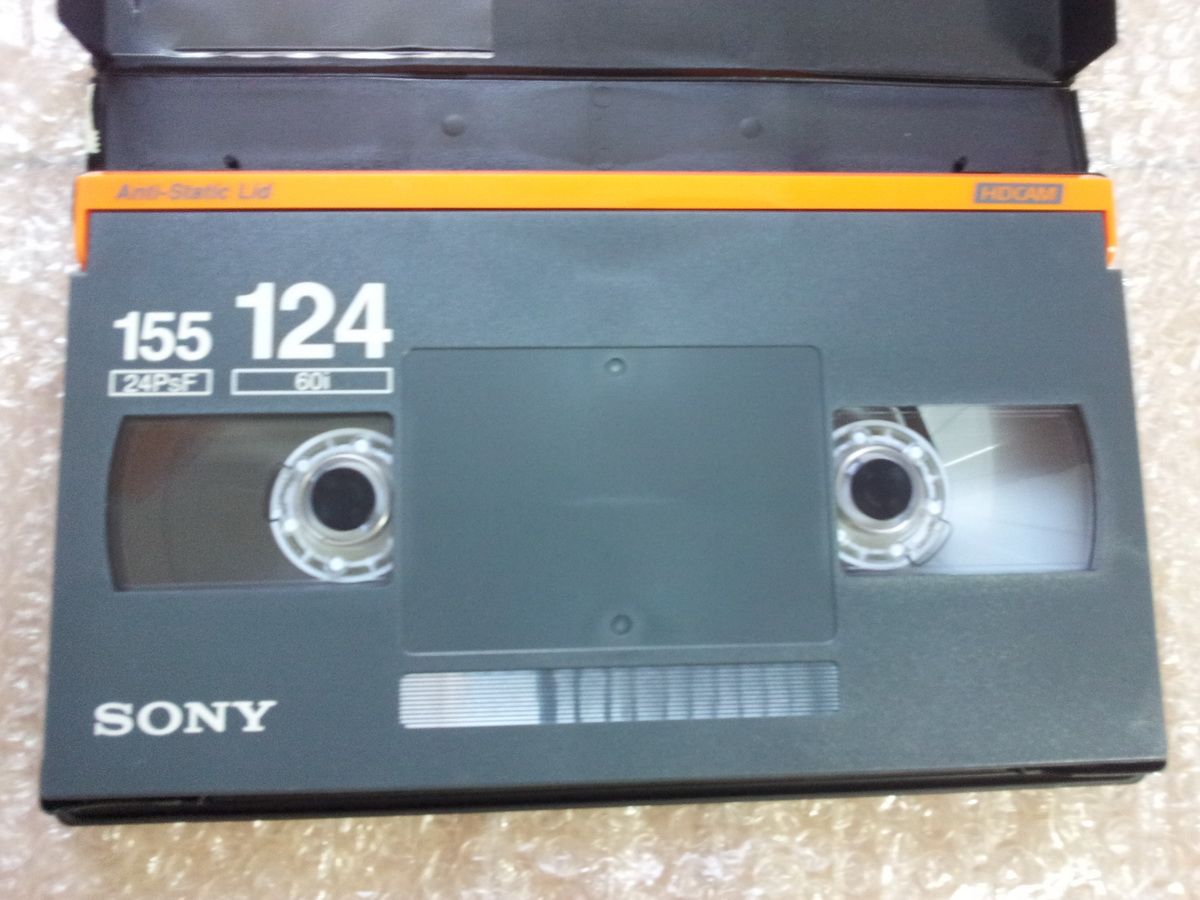 Anti-Static Lid HDCAM
155 124
24PsF 60i
SONY